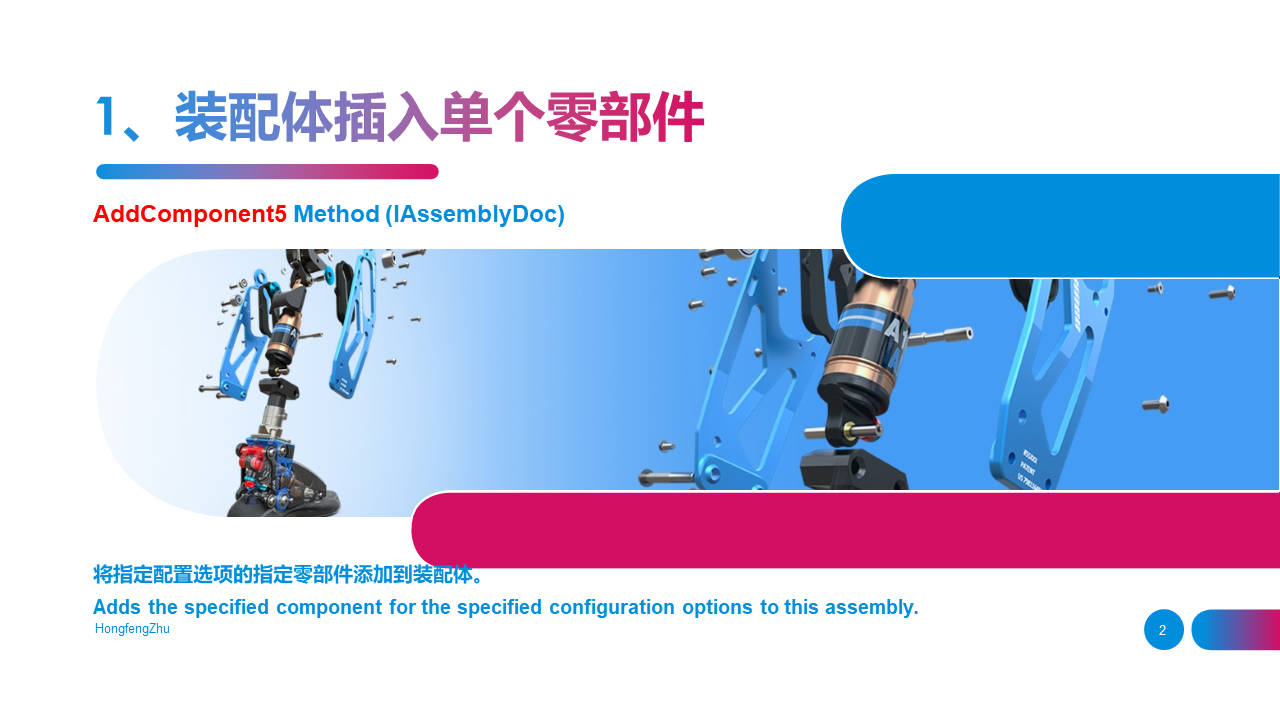 1、装配体插入单个零部件
AddComponent5 Method (IAssemblyDoc)
将指定配置选项的指定零部件添加到装配体。
Adds the specified component for the specified configuration options to this assembly.
HongfengZhu
2